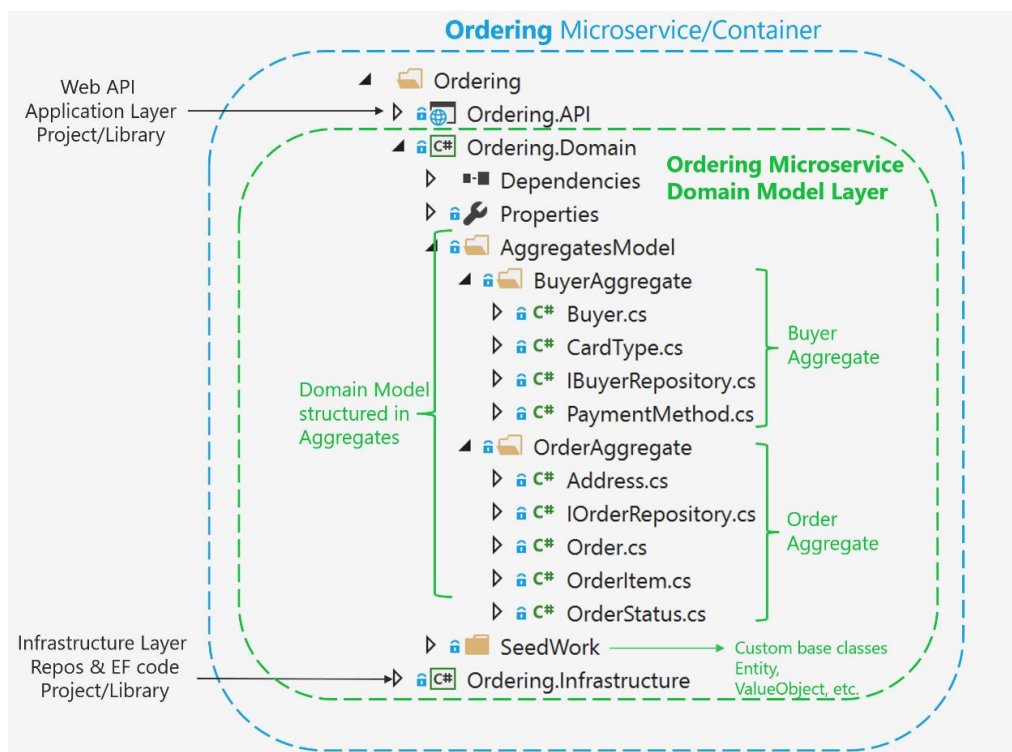 Ordering Microservice/Container
Ordering
Web API
Application Layer
Project/Library
Ordering.API
C# Ordering.Domain
Ordering Microservice
Domain Model Layer
Dependencies
Properties
AggregatesModel
BuyerAggregate
C# Buyer.cs
C# CardType.cs
C# IBuyerRepository.cs
C# PaymentMethod.cs
Buyer
Aggregate
Domain Model
structured in
Aggregates
OrderAggregate
C# Address.cs
C# IOrderRepository.cs
C# Order.cs
C# OrderItem.cs
C# OrderStatus.cs
Order
Aggregate
SeedWork
Custom base classes
Entity,
ValueObject, etc.
Infrastructure Layer
Repos & EF code
Project/Library
C# Ordering.Infrastructure